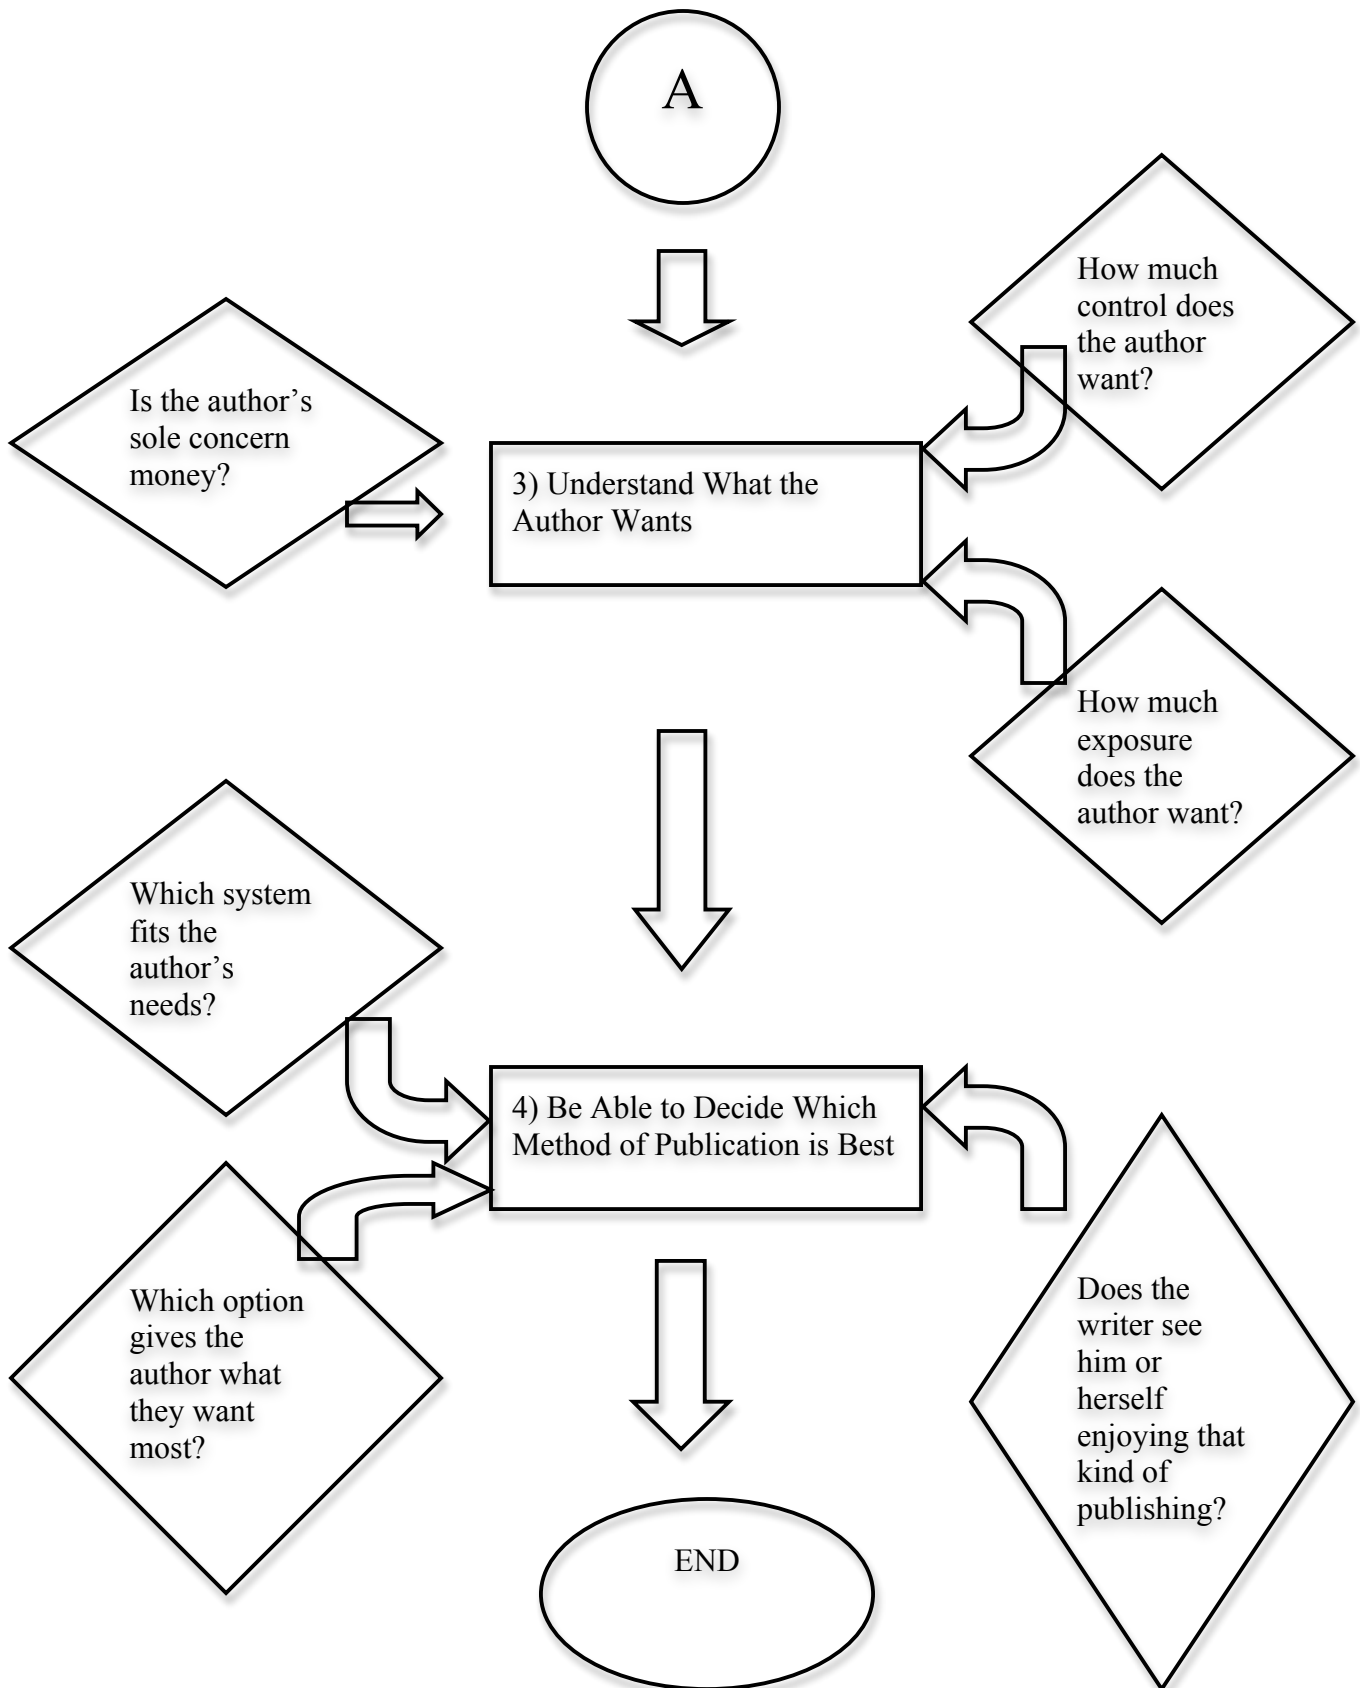 A
How much
control does
the author
want?
Is the author’s
sole concern
money?
3) Understand What the
Author Wants
How much
exposure
does the
author want?
Which system
fits the
author’s
needs?
4) Be Able to Decide Which
Method of Publication is Best
Which option
gives the
author what
they want
most?
Does the
writer see
him or
herself
enjoying that
kind of
publishing?
END